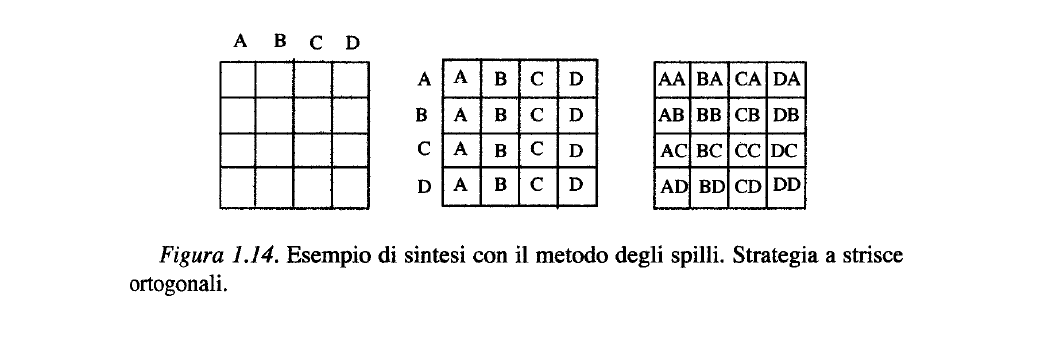 A B C D
A A B C D
B A B C D
C A B C D
D A B C D
AA BA CA DA
AB BB CB DB
AC BC CC DC
AD BD CD DD
Figura 1.14. Esempio di sintesi con il metodo degli spilli. Strategia a strisce
ortogonali.